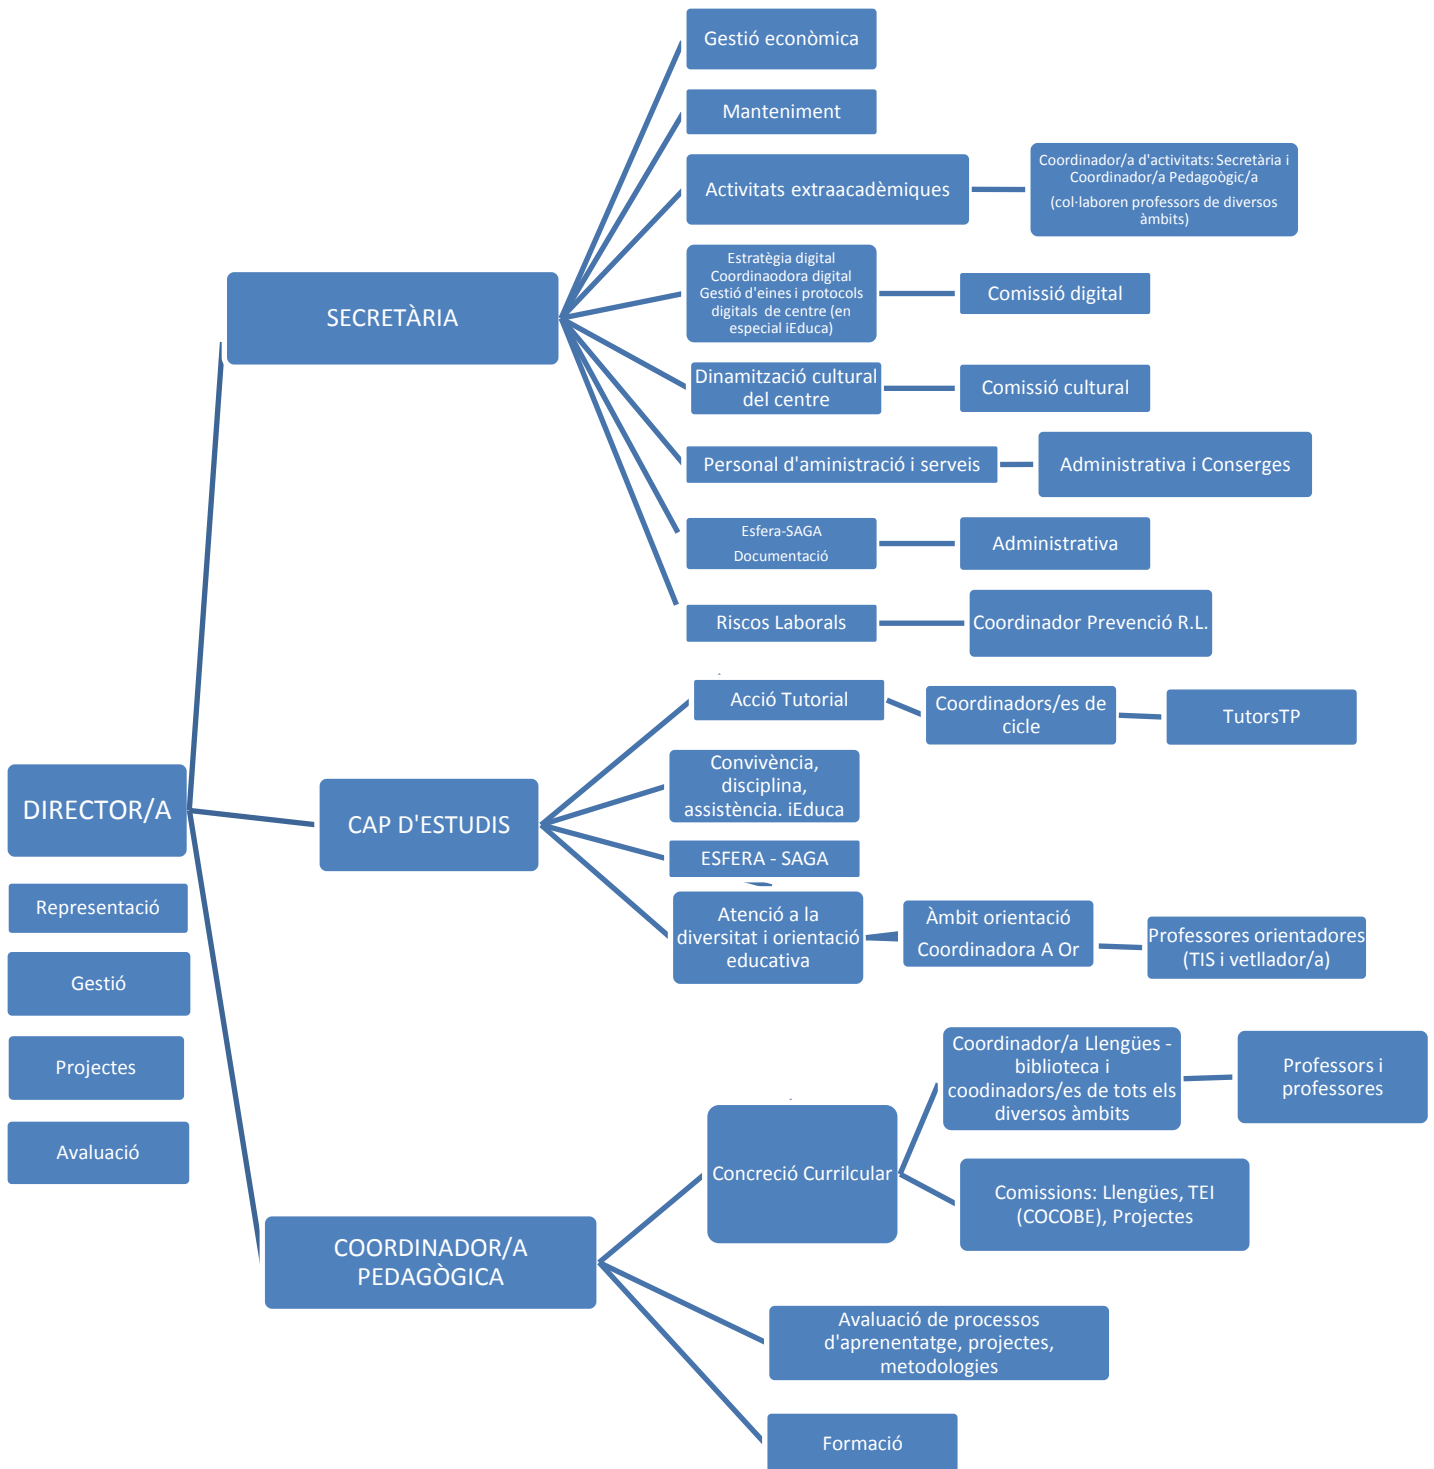 Gestió econòmica
Manteniment
Activitats extraacadèmiques
Coordinador/a d'activitats: Secretària i
Coordinador/a Pedagoògic/a
(col·laboren professors de diversos
àmbits)
Estratègia digital
Coordinaodora digital
Gestió d'eines i protocols
digitals de centre (en
especial iEduca)
Comissió digital
SECRETÀRIA
Dinamització cultural
del centre
Comissió cultural
Personal d'aministració i serveis
Administrativa i Conserges
Esfera-SAGA
Documentació
Administrativa
Riscos Laborals
Coordinador Prevenció R.L.
Acció Tutorial
Coordinadors/es de
cicle
TutorsTP
Convivència,
disciplina,
assistència. iEduca
DIRECTOR/A
CAP D'ESTUDIS
ESFERA - SAGA
Atenció a la
diversitat i orientació
educativa
Àmbit orientació
Coordinadora A Or
Professores orientadores
(TIS i vetllador/a)
Representació
Gestió
Projectes
Avaluació
Coordinador/a Llengües -
biblioteca i
coodinadors/es de tots els
diversos àmbits
Professors i
professores
Concreció Currilcular
Comissions: Llengües, TEI
(COCOBE), Projectes
COORDINADOR/A
PEDAGÒGICA
Avaluació de processos
d'aprenentatge, projectes,
metodologies
Formació